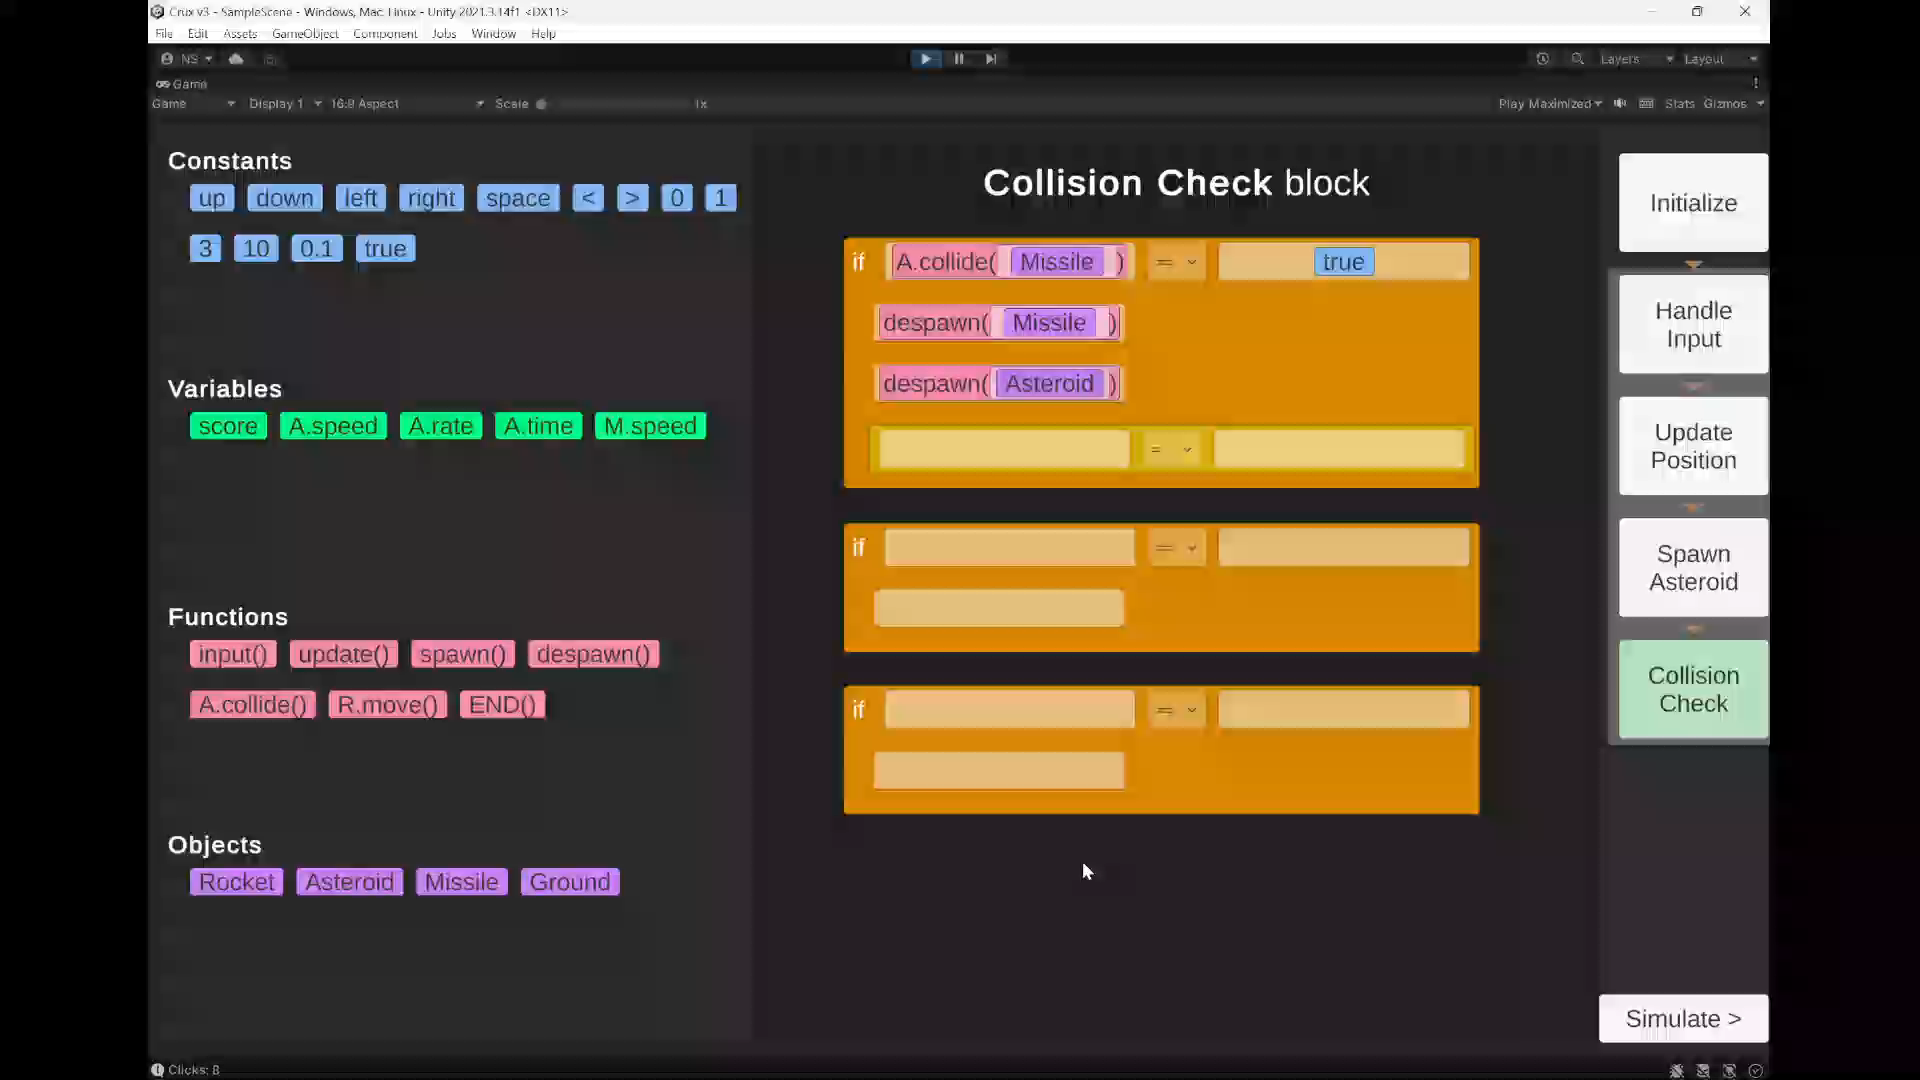 Crux v3 - SampleScene - Windows, Mac, Linux - Unity 2021.3.14f1 <DX11>
File Edit Assets GameObject Component Jobs Window Help
NS Layers Layout
Game
Game Display 1 16:9 Aspect Scale 1x Play Maximized Stats Gizmos
Constants
up down left right space < > 0 1
3 10 0.1 true
Variables
score A.speed A.rate A.time M.speed
Functions
input() update() spawn() despawn()
A.collide() R.move() END()
Objects
Rocket Asteroid Missile Ground
Collision Check block
if A.collide( Missile ) == true
despawn( Missile )
despawn( Asteroid )
=
if ==
if ==
Initialize
Handle
Input
Update
Position
Spawn
Asteroid
Collision
Check
Simulate >
Clicks: 8